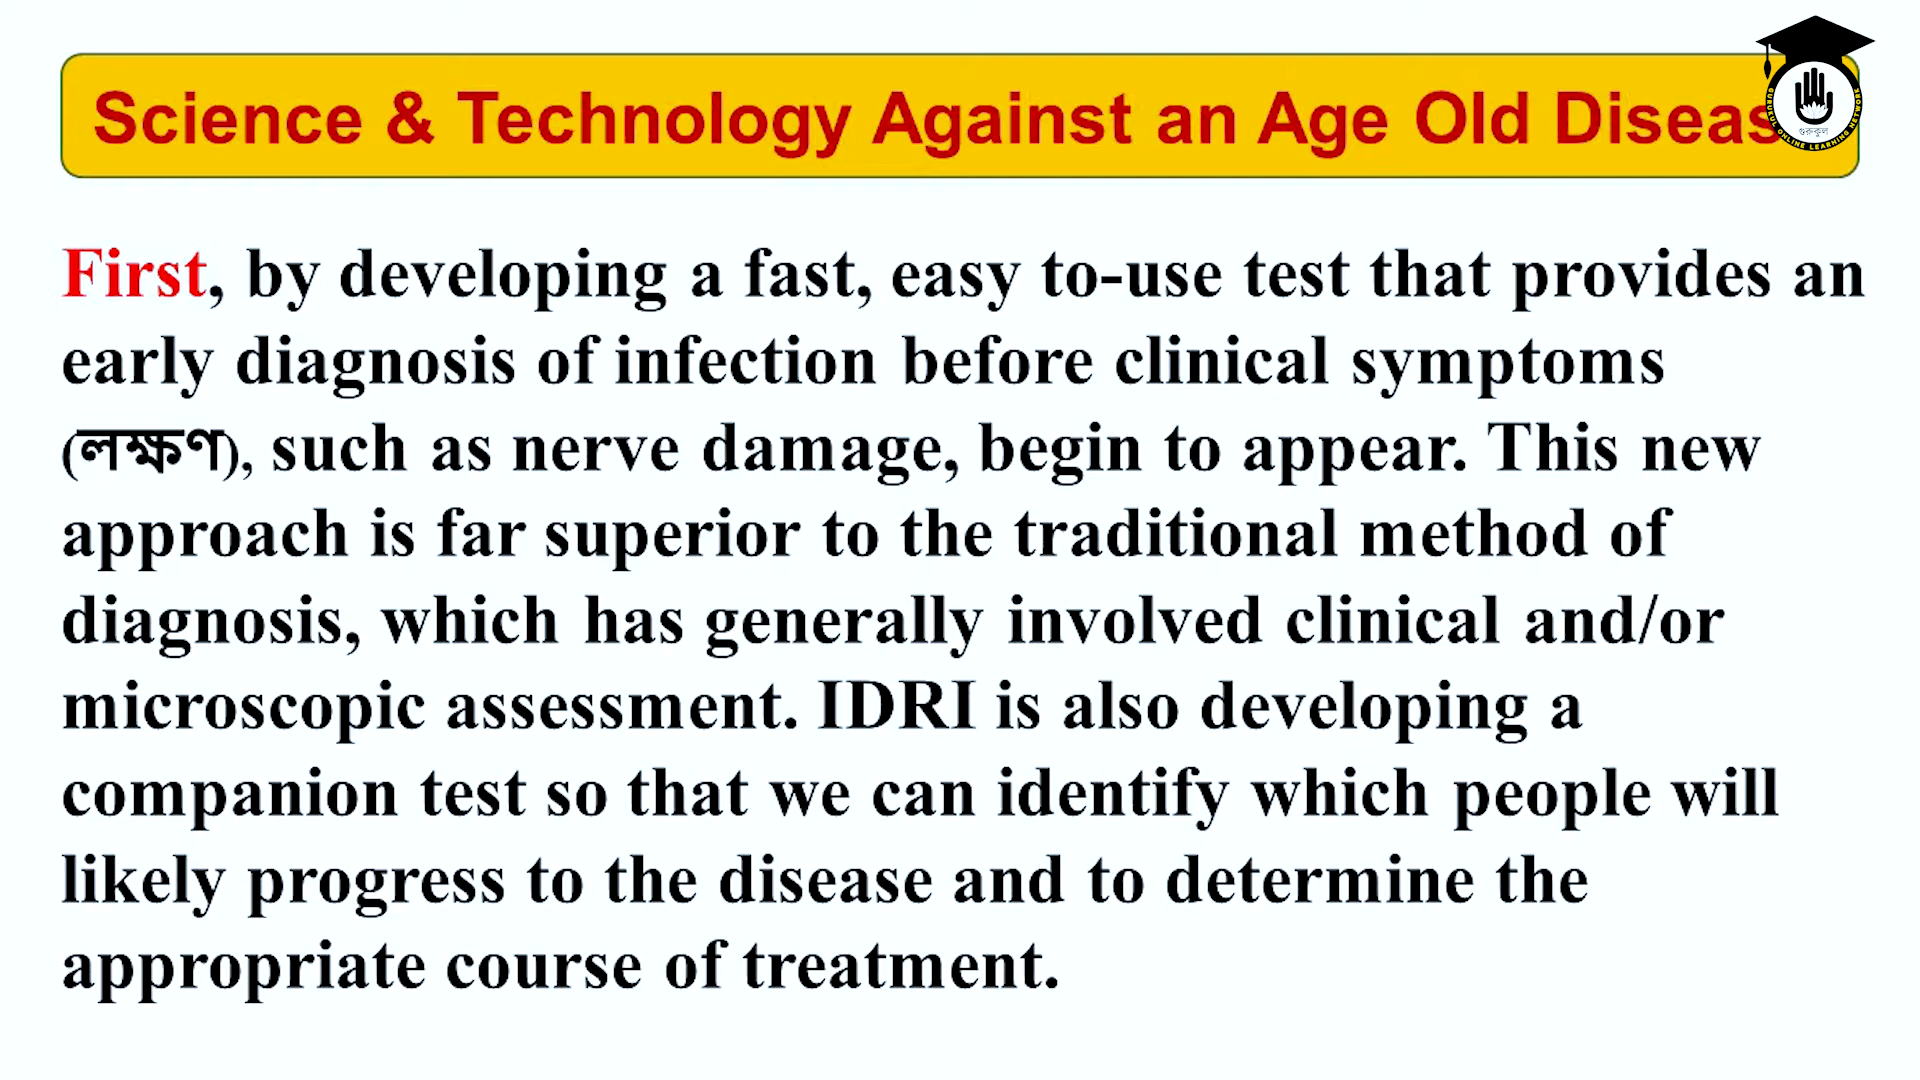 Science & Technology Against an Age Old Diseas
GURUKUL ONLINE LEARNING NETWORK
গুরুকুল
First, by developing a fast, easy to-use test that provides an
early diagnosis of infection before clinical symptoms
(লক্ষণ), such as nerve damage, begin to appear. This new
approach is far superior to the traditional method of
diagnosis, which has generally involved clinical and/or
microscopic assessment. IDRI is also developing a
companion test so that we can identify which people will
likely progress to the disease and to determine the
appropriate course of treatment.